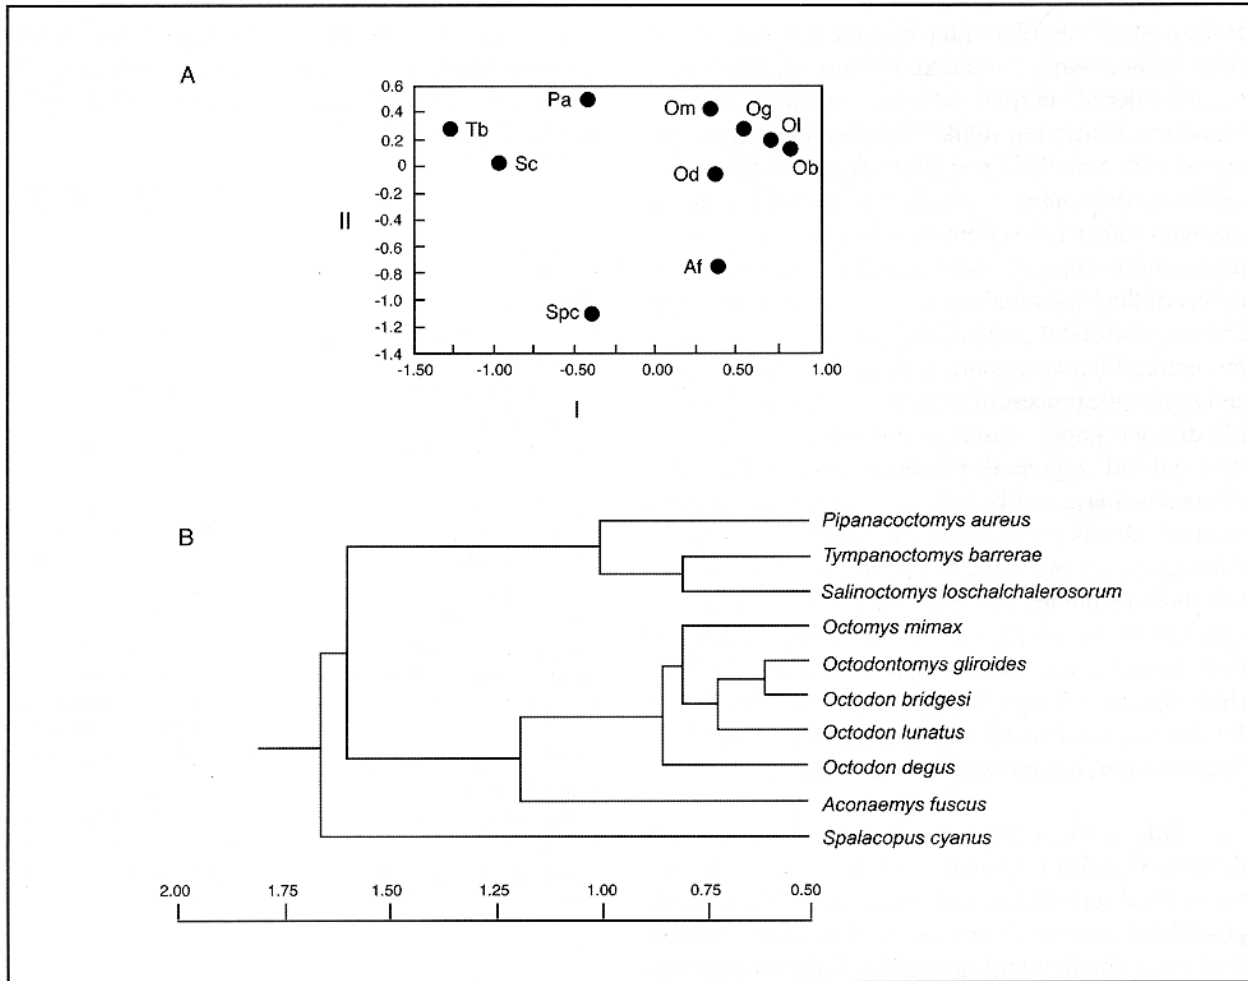 A
0.6
0.4
0.2
0
-0.2
-0.4
-0.6
-0.8
-1.0
-1.2
-1.4
II
Pa
Om
Og
Tb
Ol
Sc
Od
Ob
Af
Spc
-1.50 -1.00 -0.50 0.00 0.50 1.00
I
B
Pipanacoctomys aureus
Tympanoctomys barrerae
Salinoctomys loschalchalerosorum
Octomys mimax
Octodontomys gliroides
Octodon bridgesi
Octodon lunatus
Octodon degus
Aconaemys fuscus
Spalacopus cyanus
2.00 1.75 1.50 1.25 1.00 0.75 0.50